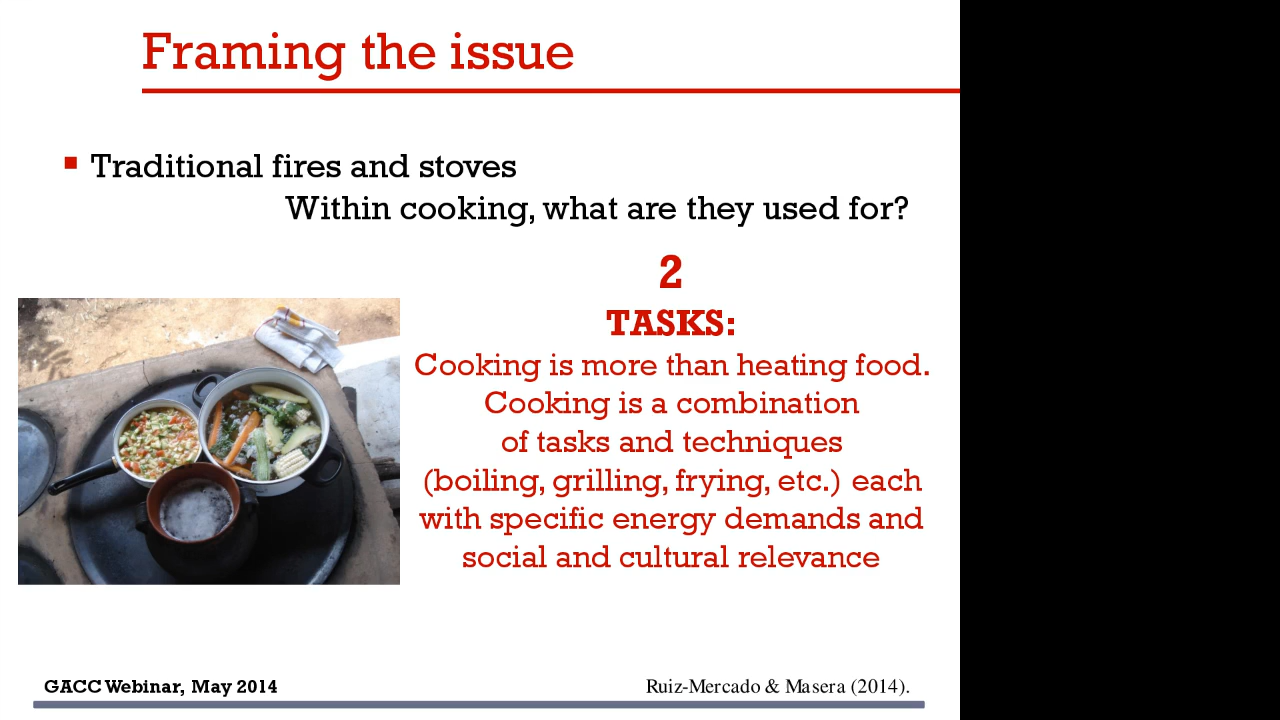 Framing the issue
Traditional fires and stoves
Within cooking, what are they used for?
2
TASKS:
Cooking is more than heating food.
Cooking is a combination
of tasks and techniques
(boiling, grilling, frying, etc.) each
with specific energy demands and
social and cultural relevance
GACC Webinar, May 2014
Ruiz-Mercado & Masera (2014).